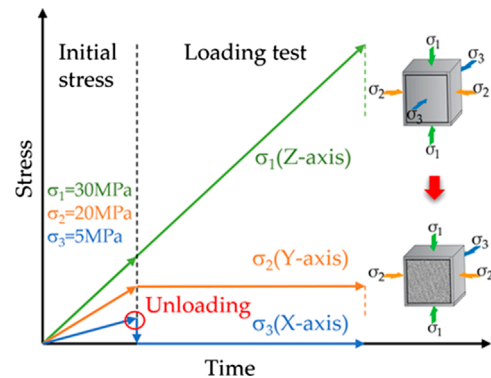 Initial
stress
Loading test
σ1=30MPa
σ2=20MPa
σ3=5MPa
σ1(Z-axis)
σ2(Y-axis)
Unloading
σ3(X-axis)
Stress
Time
σ1
σ3
σ2
σ2
σ3
σ1
σ1
σ3
σ2
σ2
σ1